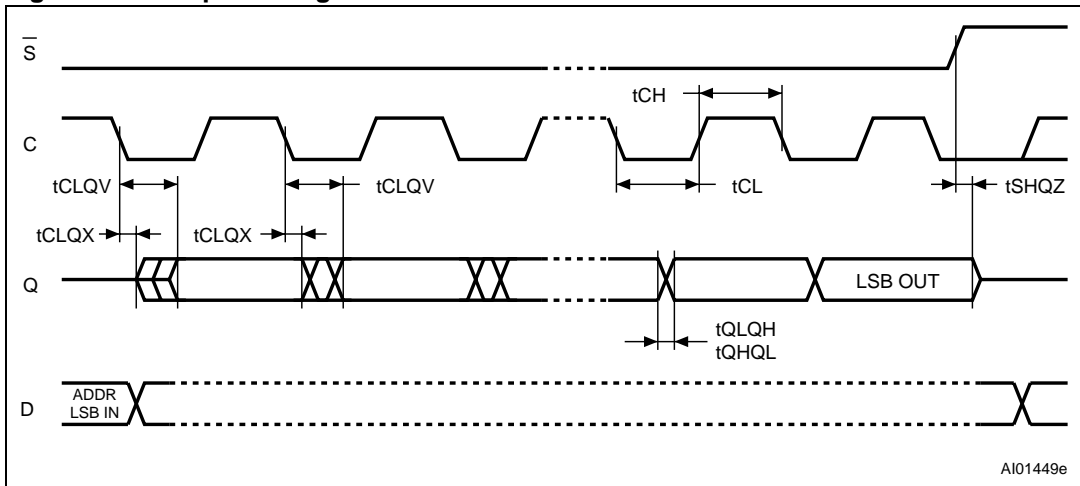 S
tCH
C
tCLQV
tCLQV
tCL
tSHQZ
tCLQX
tCLQX
Q
LSB OUT
tQLQH
tQHQL
ADDR
LSB IN
D
AI01449e